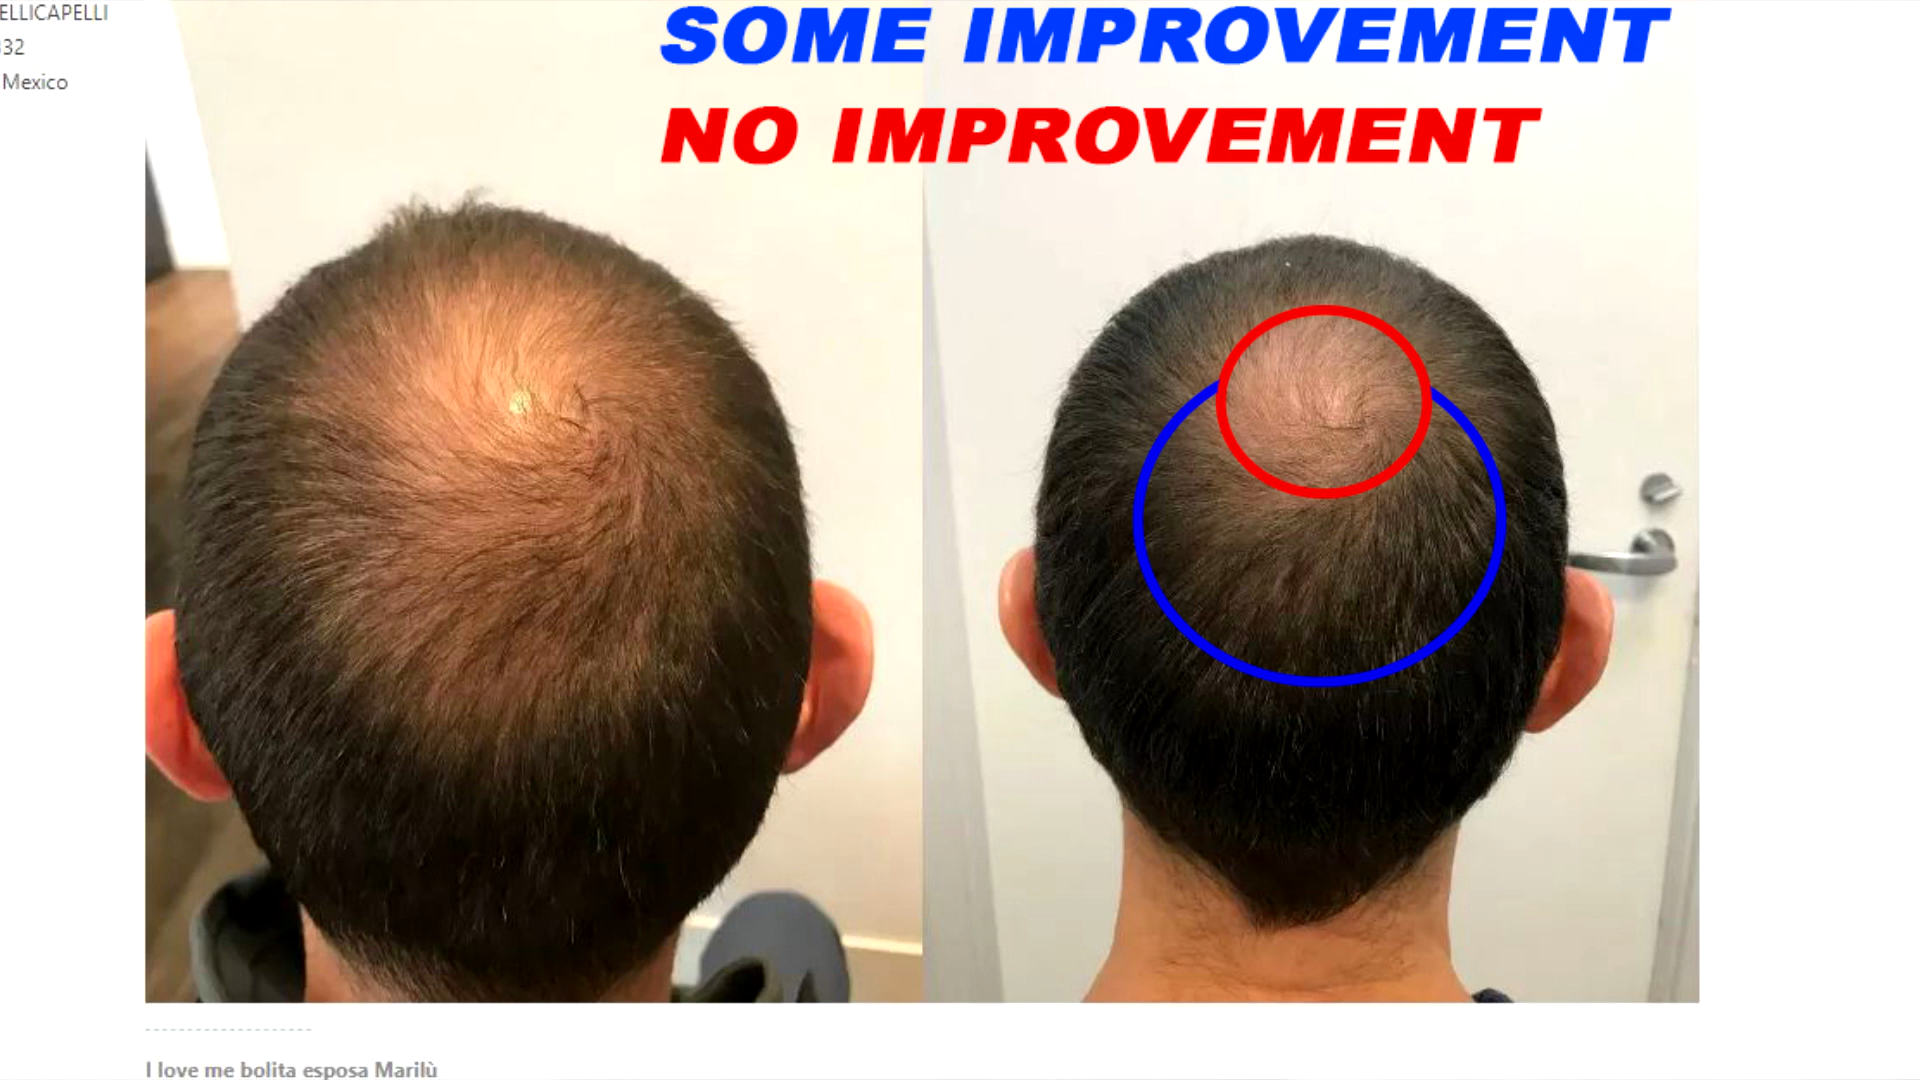 ELLICAPELLI
32
Mexico
SOME IMPROVEMENT
NO IMPROVEMENT
--------------------
I love me bolita esposa Marilù